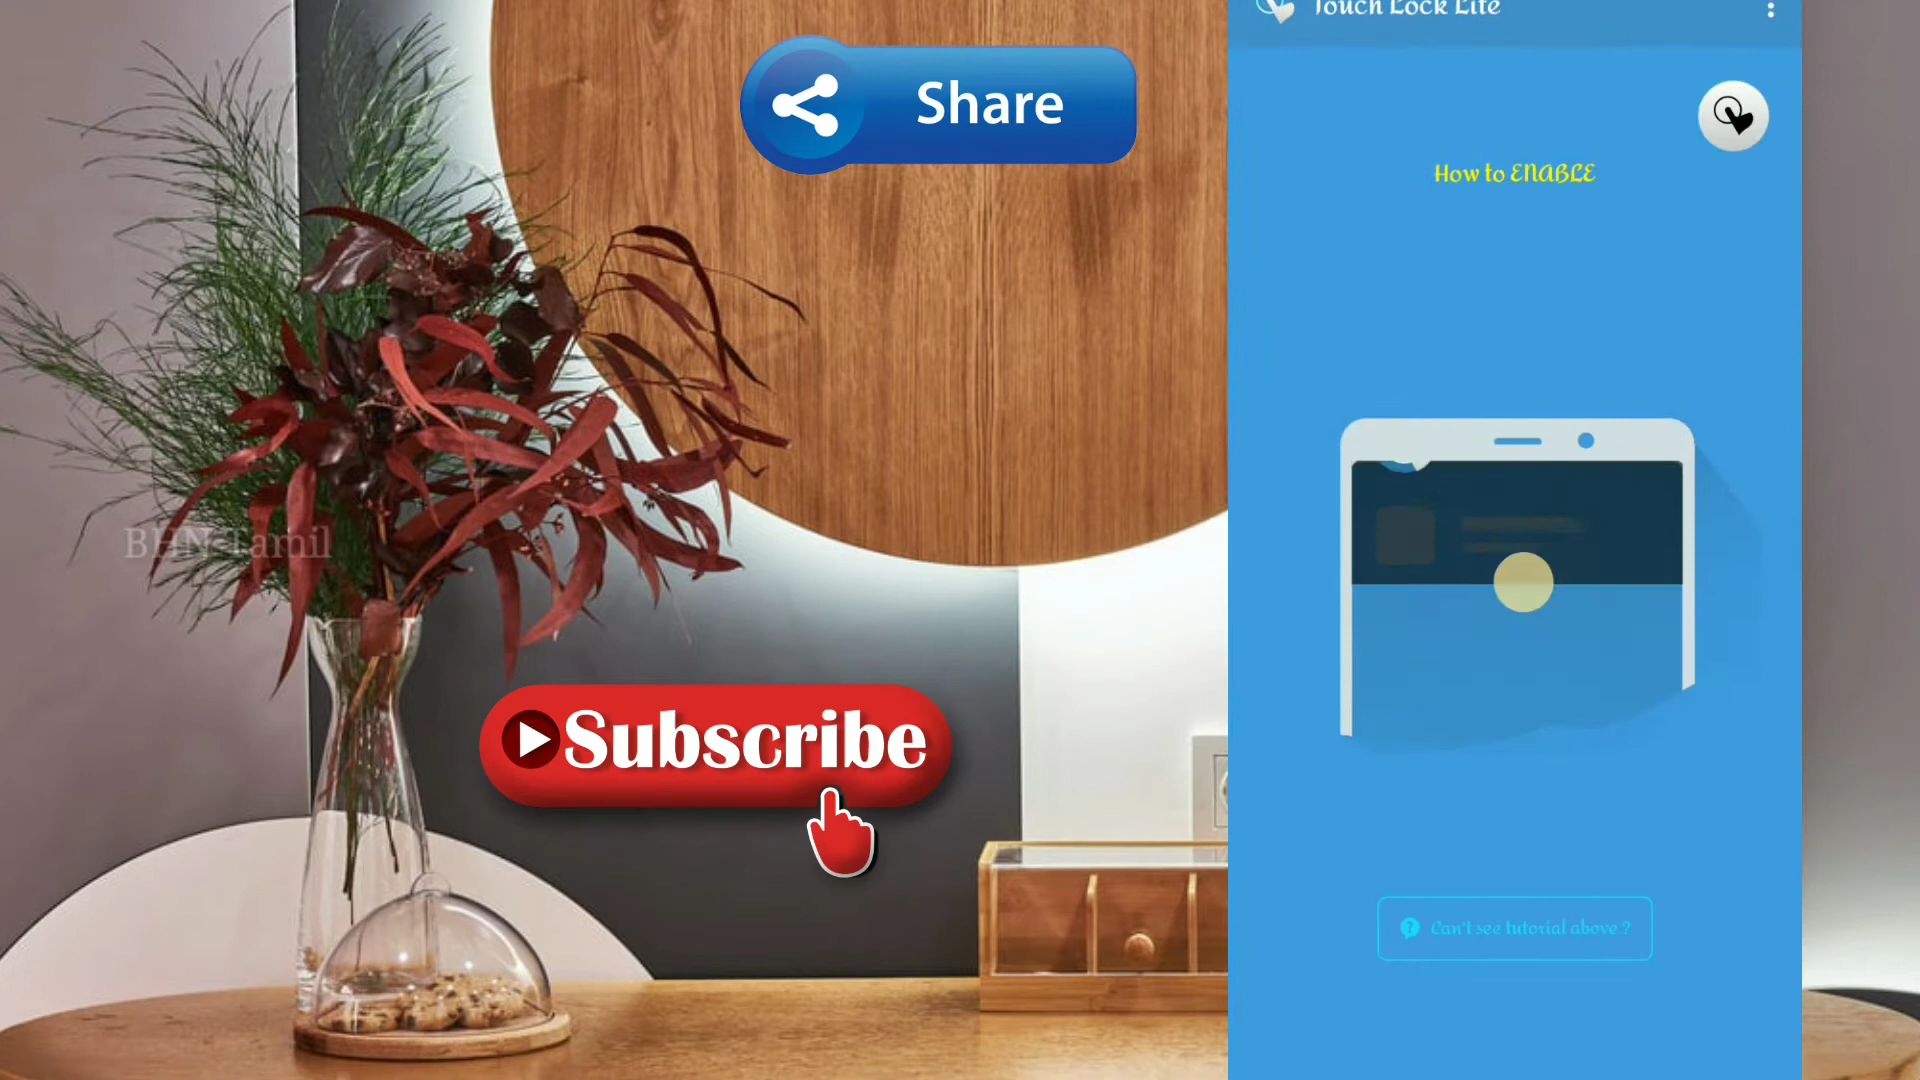 Touch Lock Lite
Share
How to ENABLE
BHN Tamil
Subscribe
Can't see tutorial above ?